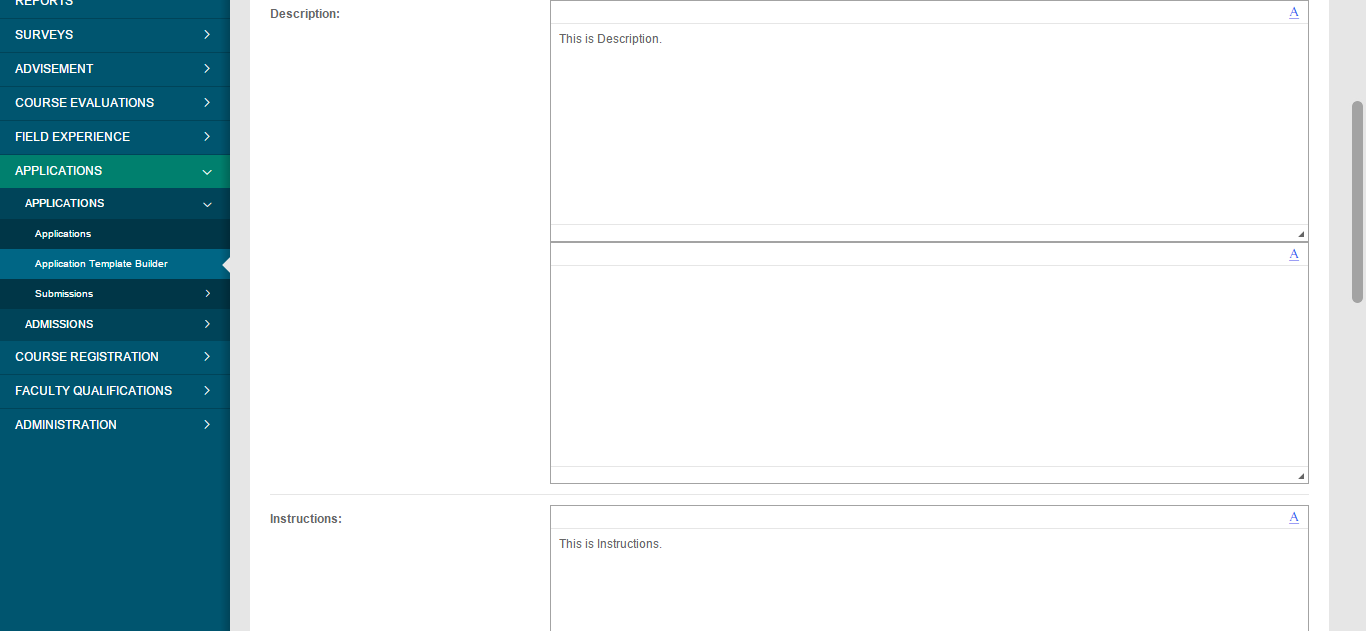 REPORTS
SURVEYS
ADVISEMENT
COURSE EVALUATIONS
FIELD EXPERIENCE
APPLICATIONS
APPLICATIONS
Applications
Application Template Builder
Submissions
ADMISSIONS
COURSE REGISTRATION
FACULTY QUALIFICATIONS
ADMINISTRATION
Description:
A
This is Description.
A
Instructions:
A
This is Instructions.